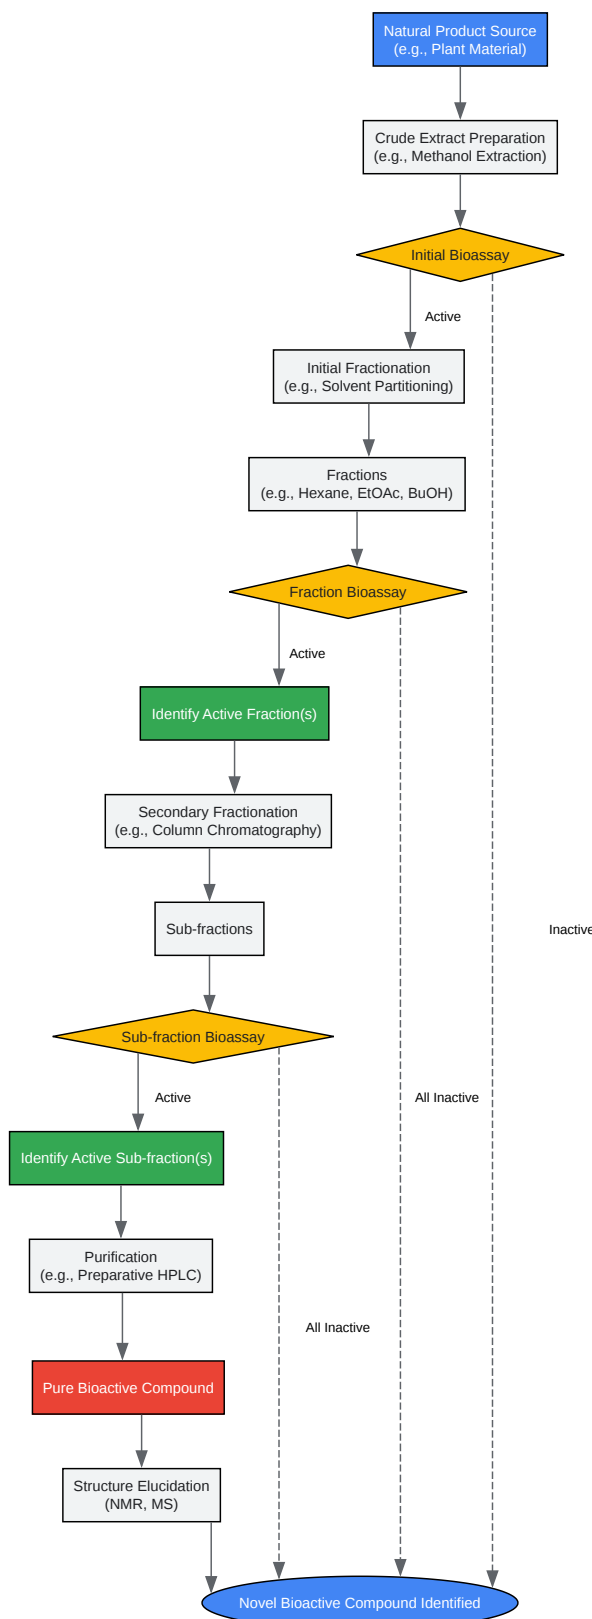 Natural Product Source
(e.g., Plant Material)
Crude Extract Preparation
(e.g., Methanol Extraction)
Initial Bioassay
Active
Initial Fractionation
(e.g., Solvent Partitioning)
Fractions
(e.g., Hexane, EtOAc, BuOH)
Fraction Bioassay
Active
Identify Active Fraction(s)
Secondary Fractionation
(e.g., Column Chromatography)
Sub-fractions
Inactive
Sub-fraction Bioassay
Active
All Inactive
Identify Active Sub-fraction(s)
Purification
(e.g., Preparative HPLC)
All Inactive
Pure Bioactive Compound
Structure Elucidation
(NMR, MS)
Novel Bioactive Compound Identified